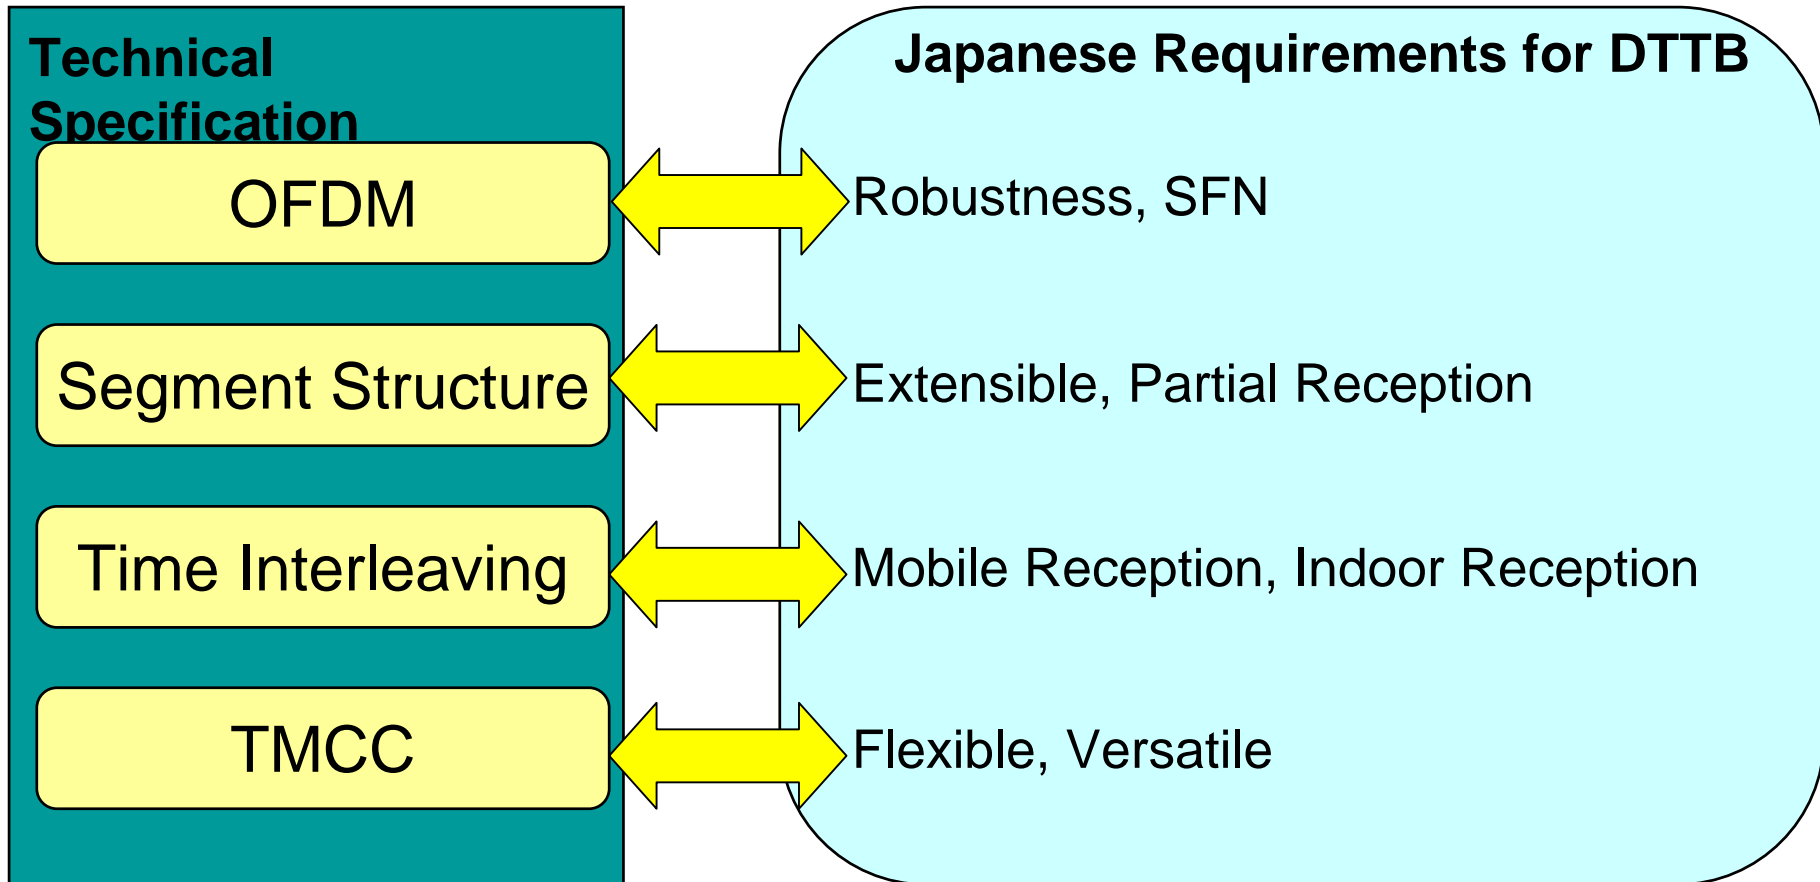 Technical
Specification
Japanese Requirements for DTTB
OFDM
Robustness, SFN
Segment Structure
Extensible, Partial Reception
Time Interleaving
Mobile Reception, Indoor Reception
TMCC
Flexible, Versatile